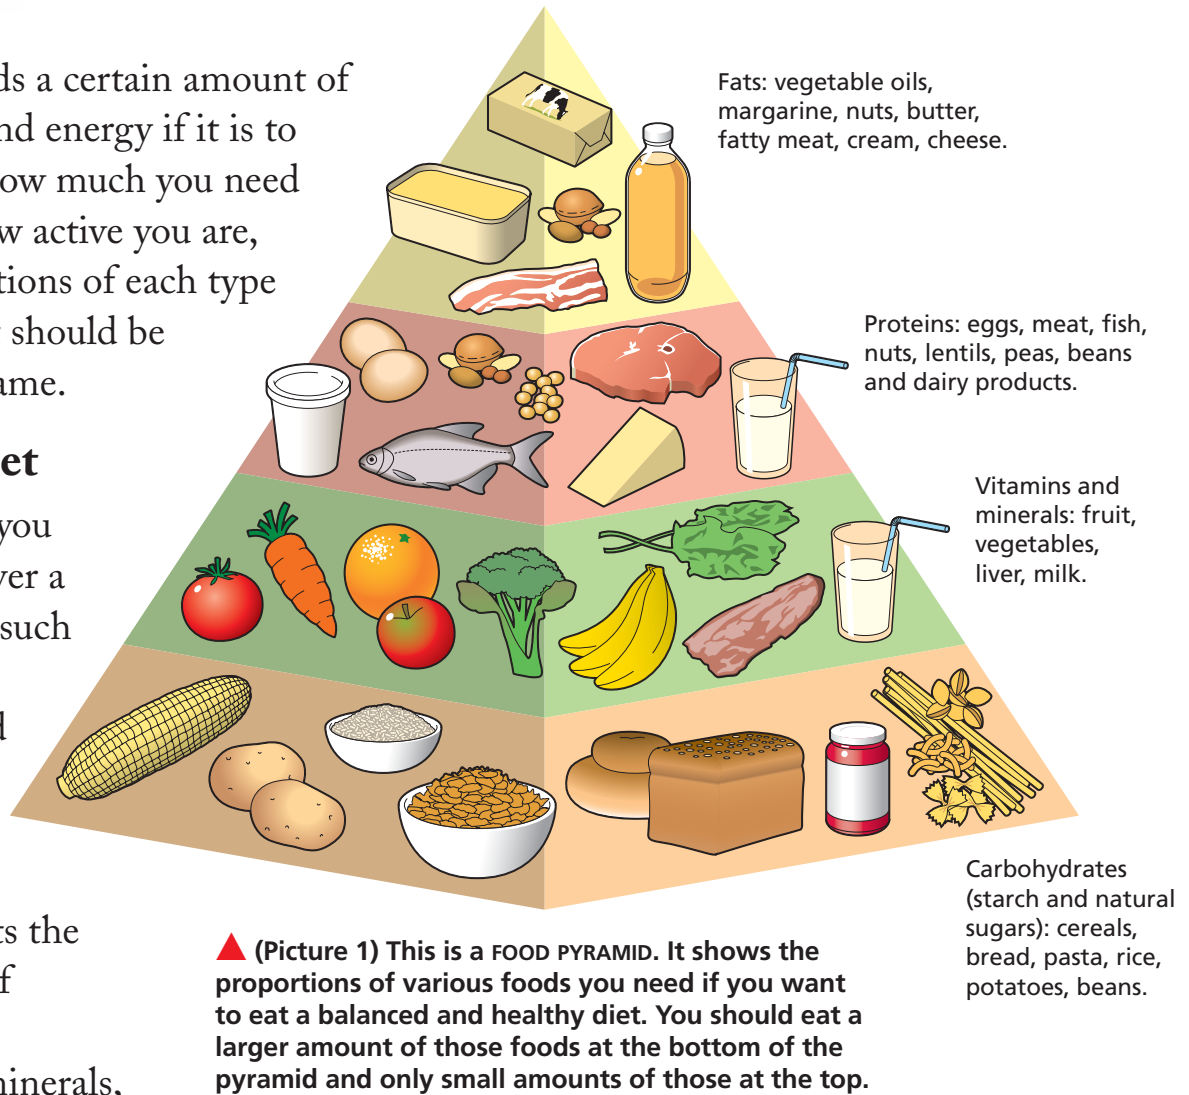 ds a certain amount of
nd energy if it is to
ow much you need
w active you are,
tions of each type
should be
ame.
et
you
ver a
such
d
ts the
f
minerals,
Fats: vegetable oils,
margarine, nuts, butter,
fatty meat, cream, cheese.
Proteins: eggs, meat, fish,
nuts, lentils, peas, beans
and dairy products.
Vitamins and
minerals: fruit,
vegetables,
liver, milk.
Carbohydrates
(starch and natural
sugars): cereals,
bread, pasta, rice,
potatoes, beans.
(Picture 1) This is a FOOD PYRAMID. It shows the
proportions of various foods you need if you want
to eat a balanced and healthy diet. You should eat a
larger amount of those foods at the bottom of the
pyramid and only small amounts of those at the top.